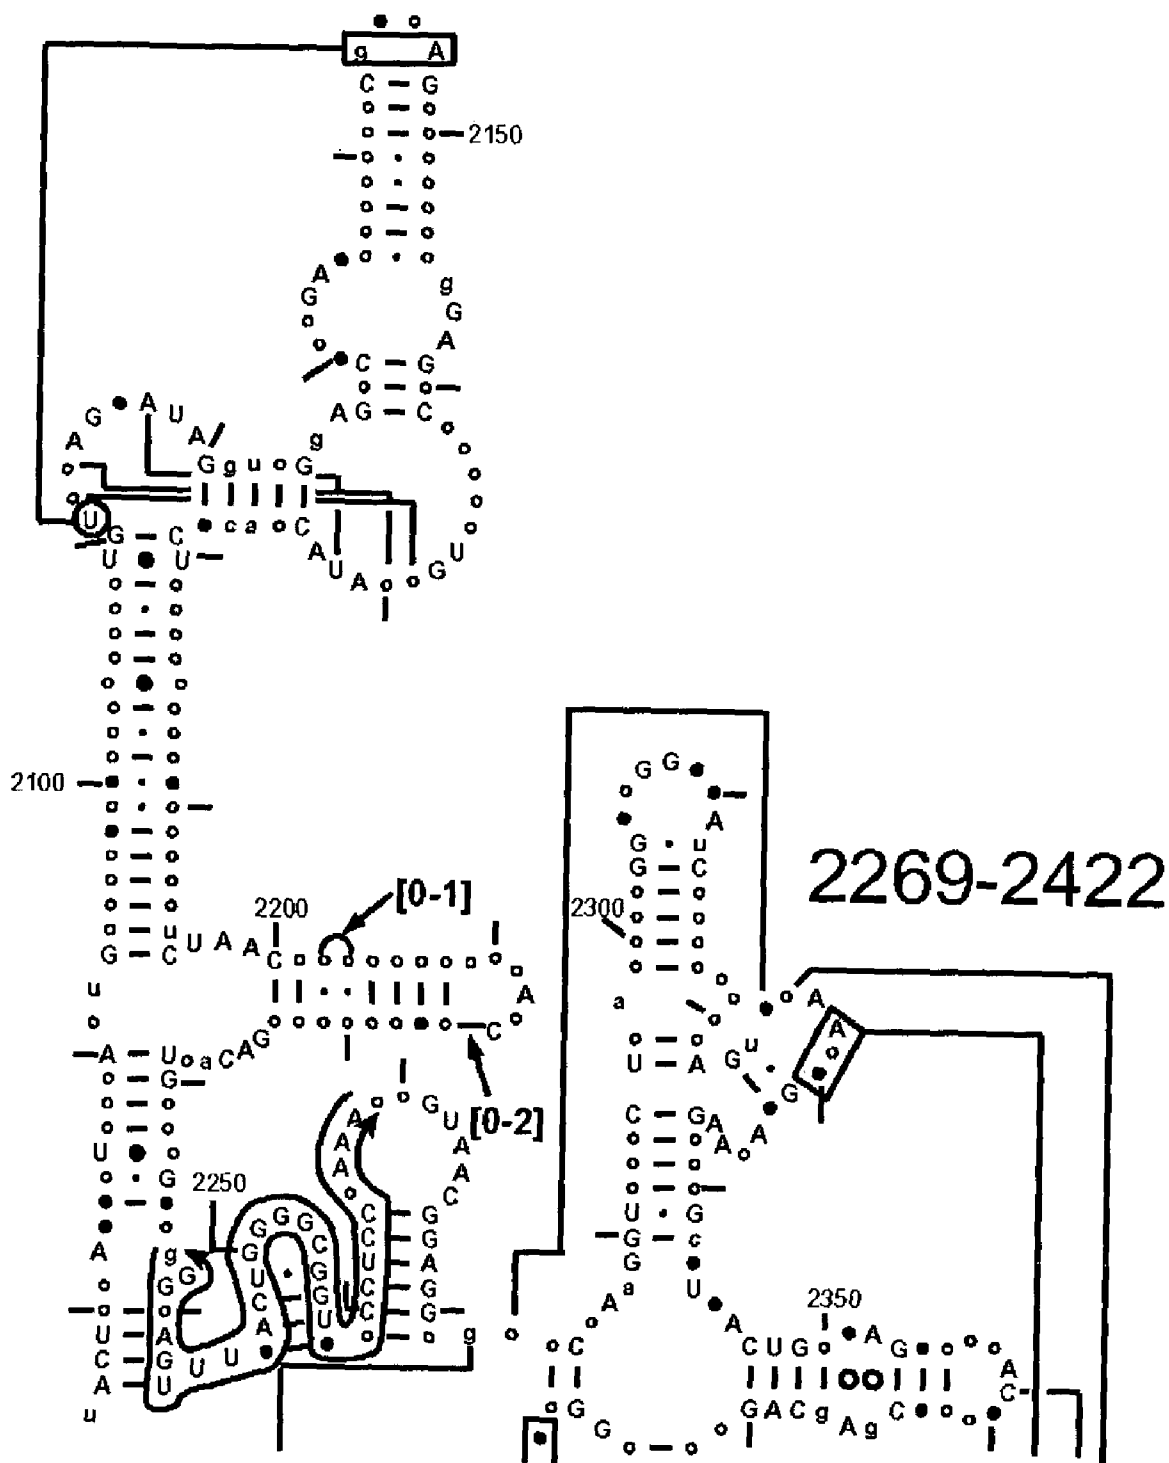 g A
C G
2150
A g
G G
A
C G
A G C
g
G A U A
A
G g u G
U c a C
G C
U U
A U A G U
2100
2269-2422
G G
A
G u
G C
2300
[0-1]
2200
G C U A A C
u
A C
a
A A
A U a C A G
G
G u
U A
[0-2]
G U A A C
A A A
U
G
2250
C G A A
A A
G
U G
G c
G
a
U
A
A
g G G G G C G G U
G U C A
G
G A G U U U
C C U C C
G G A G G
g
U C A
u
2350
A C U G A G
A C
C
G G
G A C g A g C